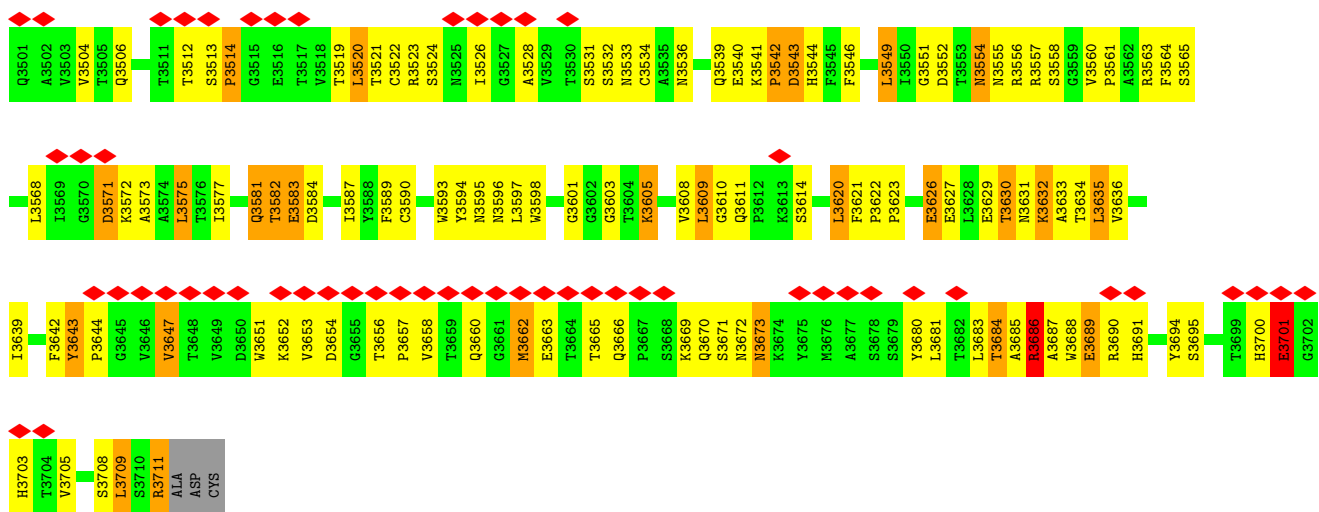 Q3501 A3502 V3503 V3504 T3505 Q3506 T3511 T3512 S3513 P3514 G3515 E3516 T3517 V3518 T3519 L3520 T3521 C3522 R3523 S3524 N3525 I3526 G3527 A3528 V3529 T3530 S3531 S3532 N3533 C3534 A3535 N3536 Q3539 E3540 K3541 P3542 D3543 H3544 F3545 F3546 L3549 I3550 G3551 D3552 T3553 N3554 N3555 R3556 R3557 S3558 G3559 V3560 P3561 A3562 R3563 F3564 S3565
L3568 I3569 G3570 D3571 K3572 A3573 A3574 L3575 T3576 I3577 Q3581 T3582 E3583 D3584 I3587 Y3588 F3589 C3590 W3593 Y3594 N3595 N3596 L3597 W3598 G3601 G3602 G3603 T3604 K3605 V3608 L3609 G3610 Q3611 P3612 K3613 S3614 L3620 F3621 P3622 P3623 E3626 E3627 L3628 E3629 T3630 N3631 K3632 A3633 T3634 L3635 V3636
I3639 F3642 Y3643 P3644 G3645 V3646 V3647 T3648 V3649 D3650 W3651 K3652 V3653 D3654 G3655 T3656 P3657 V3658 T3659 Q3660 G3661 M3662 E3663 T3664 T3665 Q3666 P3667 S3668 K3669 Q3670 S3671 N3672 N3673 K3674 Y3675 M3676 A3677 S3678 S3679 Y3680 L3681 T3682 L3683 T3684 A3685 R3686 A3687 W3688 E3689 R3690 H3691 Y3694 S3695 T3699 H3700 E3701 G3702
H3703 T3704 V3705 S3708 L3709 S3710 R3711 ALA ASP CYS